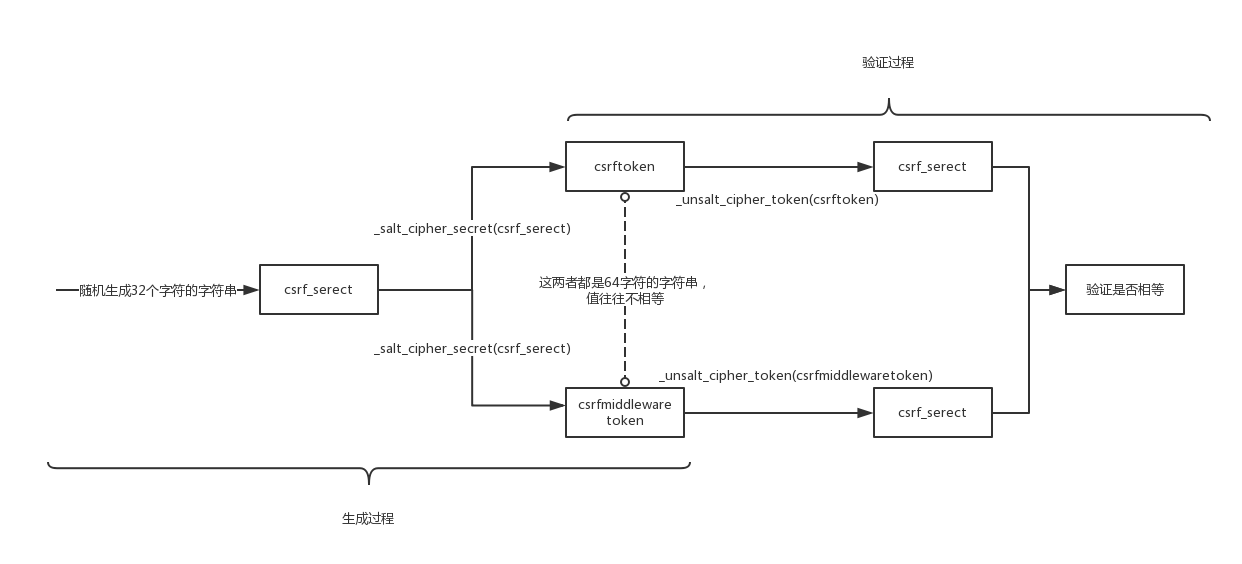 验证过程
csrftoken
csrf_serect
_unsalt_cipher_token(csrftoken)
_salt_cipher_secret(csrf_serect)
随机生成32个字符的字符串
csrf_serect
这两者都是64字符的字符串，
值往往不相等
验证是否相等
_salt_cipher_secret(csrf_serect)
_unsalt_cipher_token(csrfmiddlewaretoken)
csrfmiddleware
token
csrf_serect
生成过程